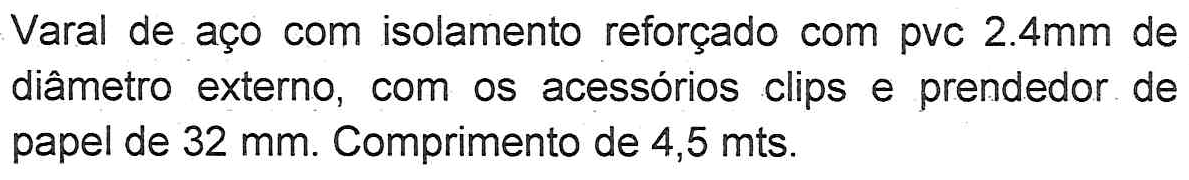 Varal de aço com isolamento reforçado com pvc 2.4mm de
diâmetro externo, com os acessórios clips e prendedor de
papel de 32 mm. Comprimento de 4,5 mts.